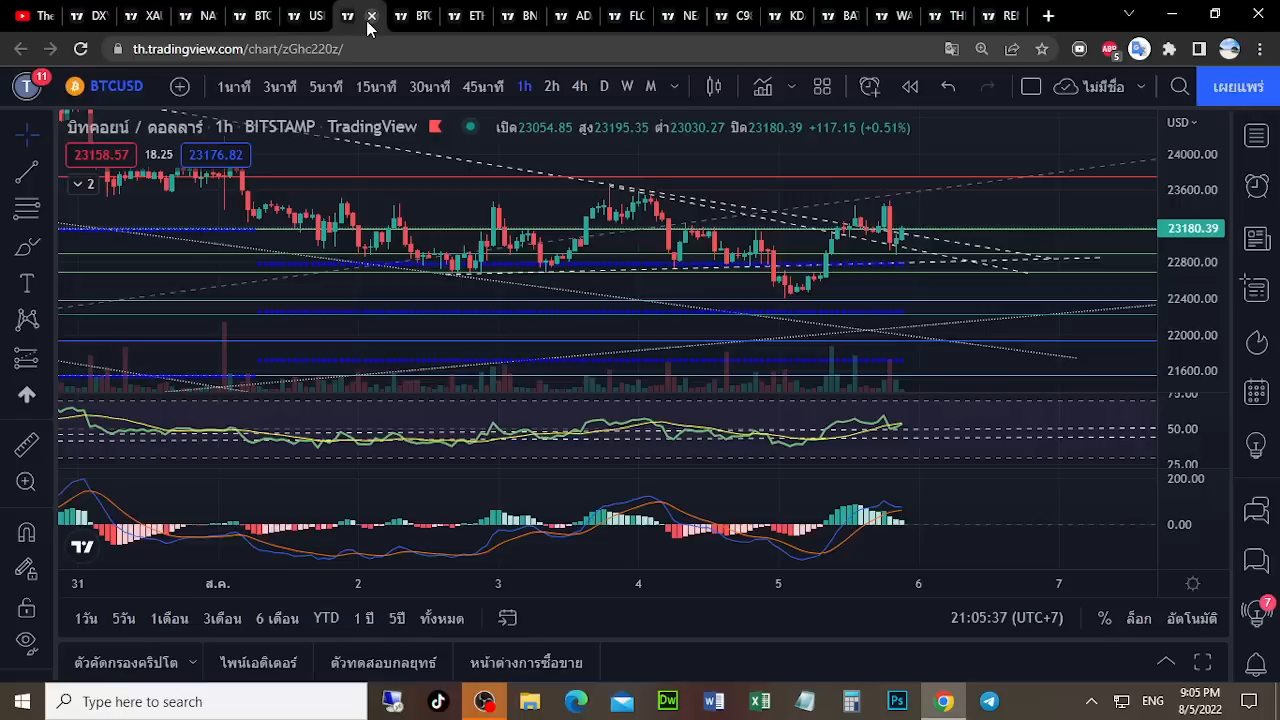 The DXY XAU NA BTC USD BTC ETH BN AD FLO NE C9 KD BAT WA TH RE
th.tradingview.com/chart/zGhc220z/
ABP 5
T 11 BTCUSD 1นาที 3นาที 5นาที 15นาที 30นาที 45นาที 1h 2h 4h D W M ไม่มีชื่อ เผยแพร่
บิทคอยน์ / ดอลลาร์ 1h BITSTAMP TradingView เปิด23054.85 สูง23195.35 ต่ำ23030.27 ปิด23180.39 +117.15 (+0.51%)
USD
23158.57 18.25 23176.82
2
24000.00
23600.00
23180.39
22800.00
22400.00
22000.00
21600.00
75.00
50.00
25.00
200.00
0.00
31 ส.ค. 2 3 4 5 6 7
1วัน 5วัน 1เดือน 3เดือน 6 เดือน YTD 1 ปี 5ปี ทั้งหมด 21:05:37 (UTC+7) % ล็อก อัตโนมัติ
7
ตัวคัดกรองคริปโต ไพน์เอดิเตอร์ ตัวทดสอบกลยุทธ์ หน้าต่างการซื้อขาย
Type here to search Dw Ps ENG 9:05 PM
8/5/2022